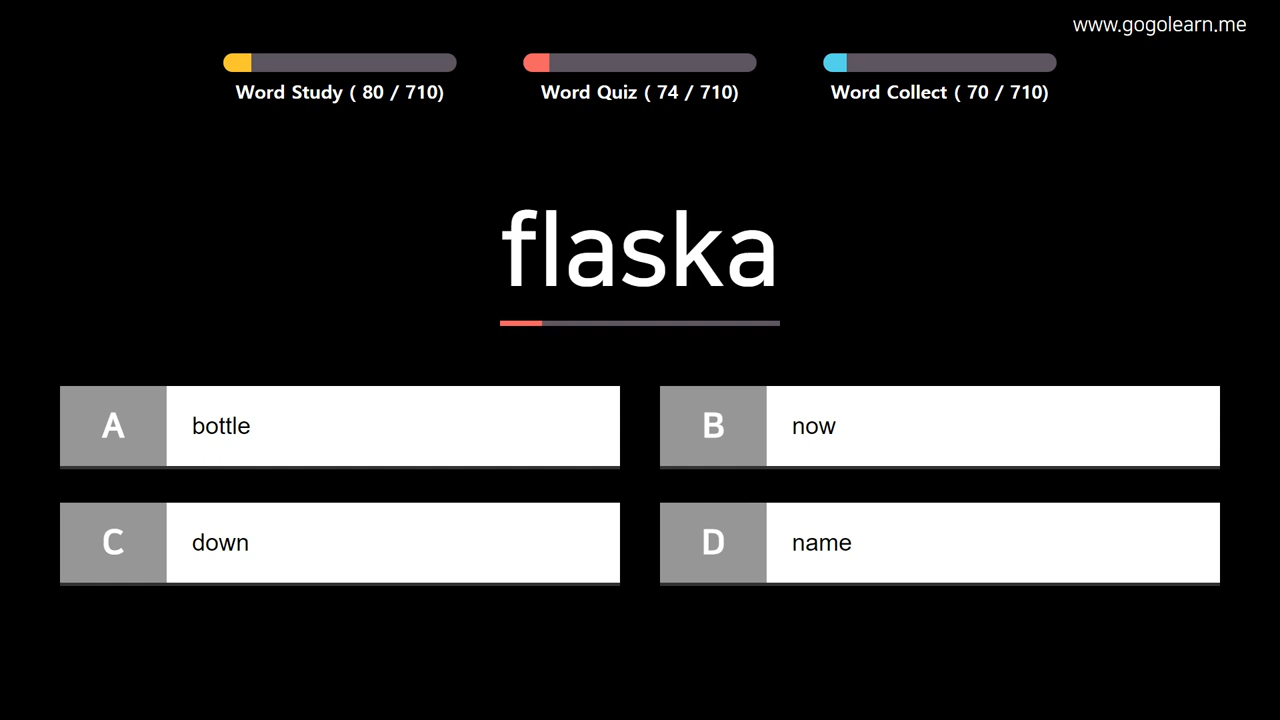 www.gogolearn.me
Word Study ( 80 / 710)
Word Quiz ( 74 / 710)
Word Collect ( 70 / 710)
flaska
A bottle
B now
C down
D name